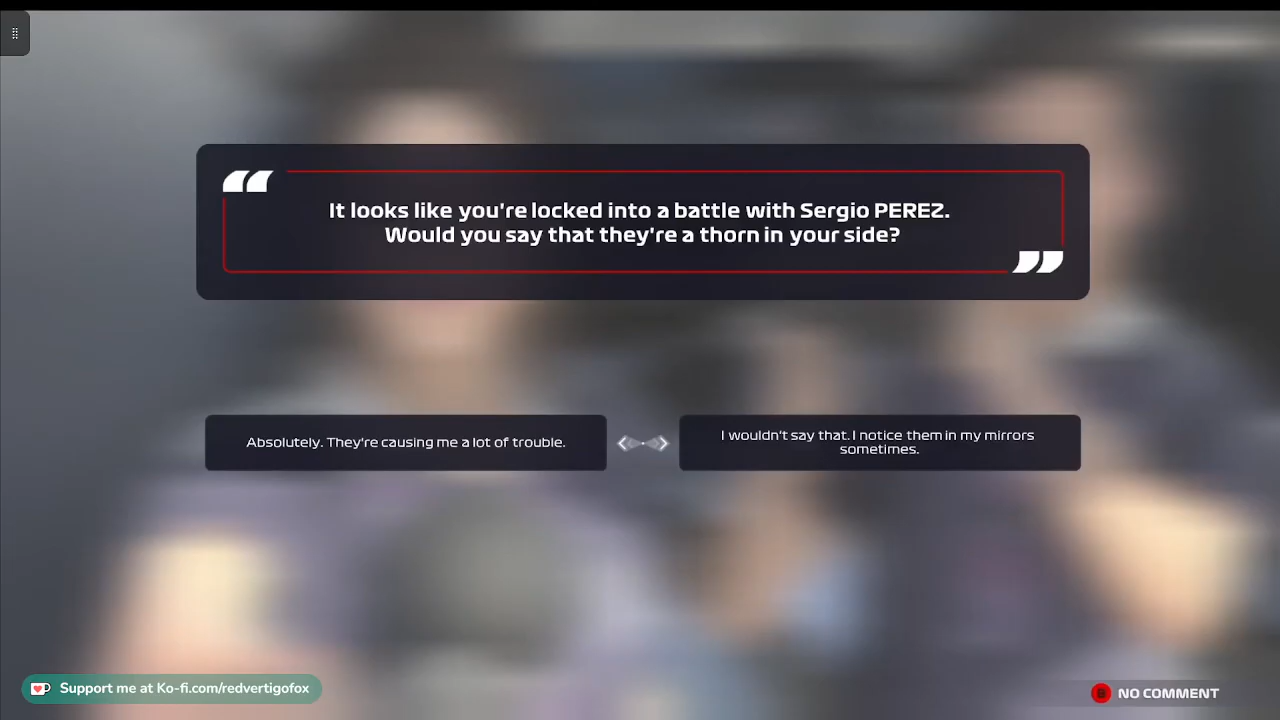 It looks like you're locked into a battle with Sergio PEREZ.
Would you say that they're a thorn in your side?
Absolutely. They're causing me a lot of trouble.
I wouldn't say that. I notice them in my mirrors
sometimes.
Support me at Ko-fi.com/redvertigofox
B NO COMMENT